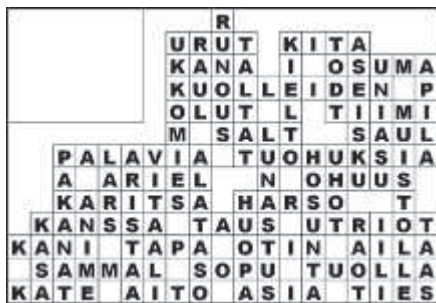 R
URUT KITA
KANA I OSUMA
KUOLLEIDEN P
OLUT L TIIMI
M SALT SAUL
PALAVIA TUOHUKSIA
A ARIEL N OHUUS T
KARITSA HARSO T
KANSSA TAUS UTRIOT
KANI TAPA OTIN AILA
SAMMAL SOPU TUOLLA
KATE AITO ASIA TIES